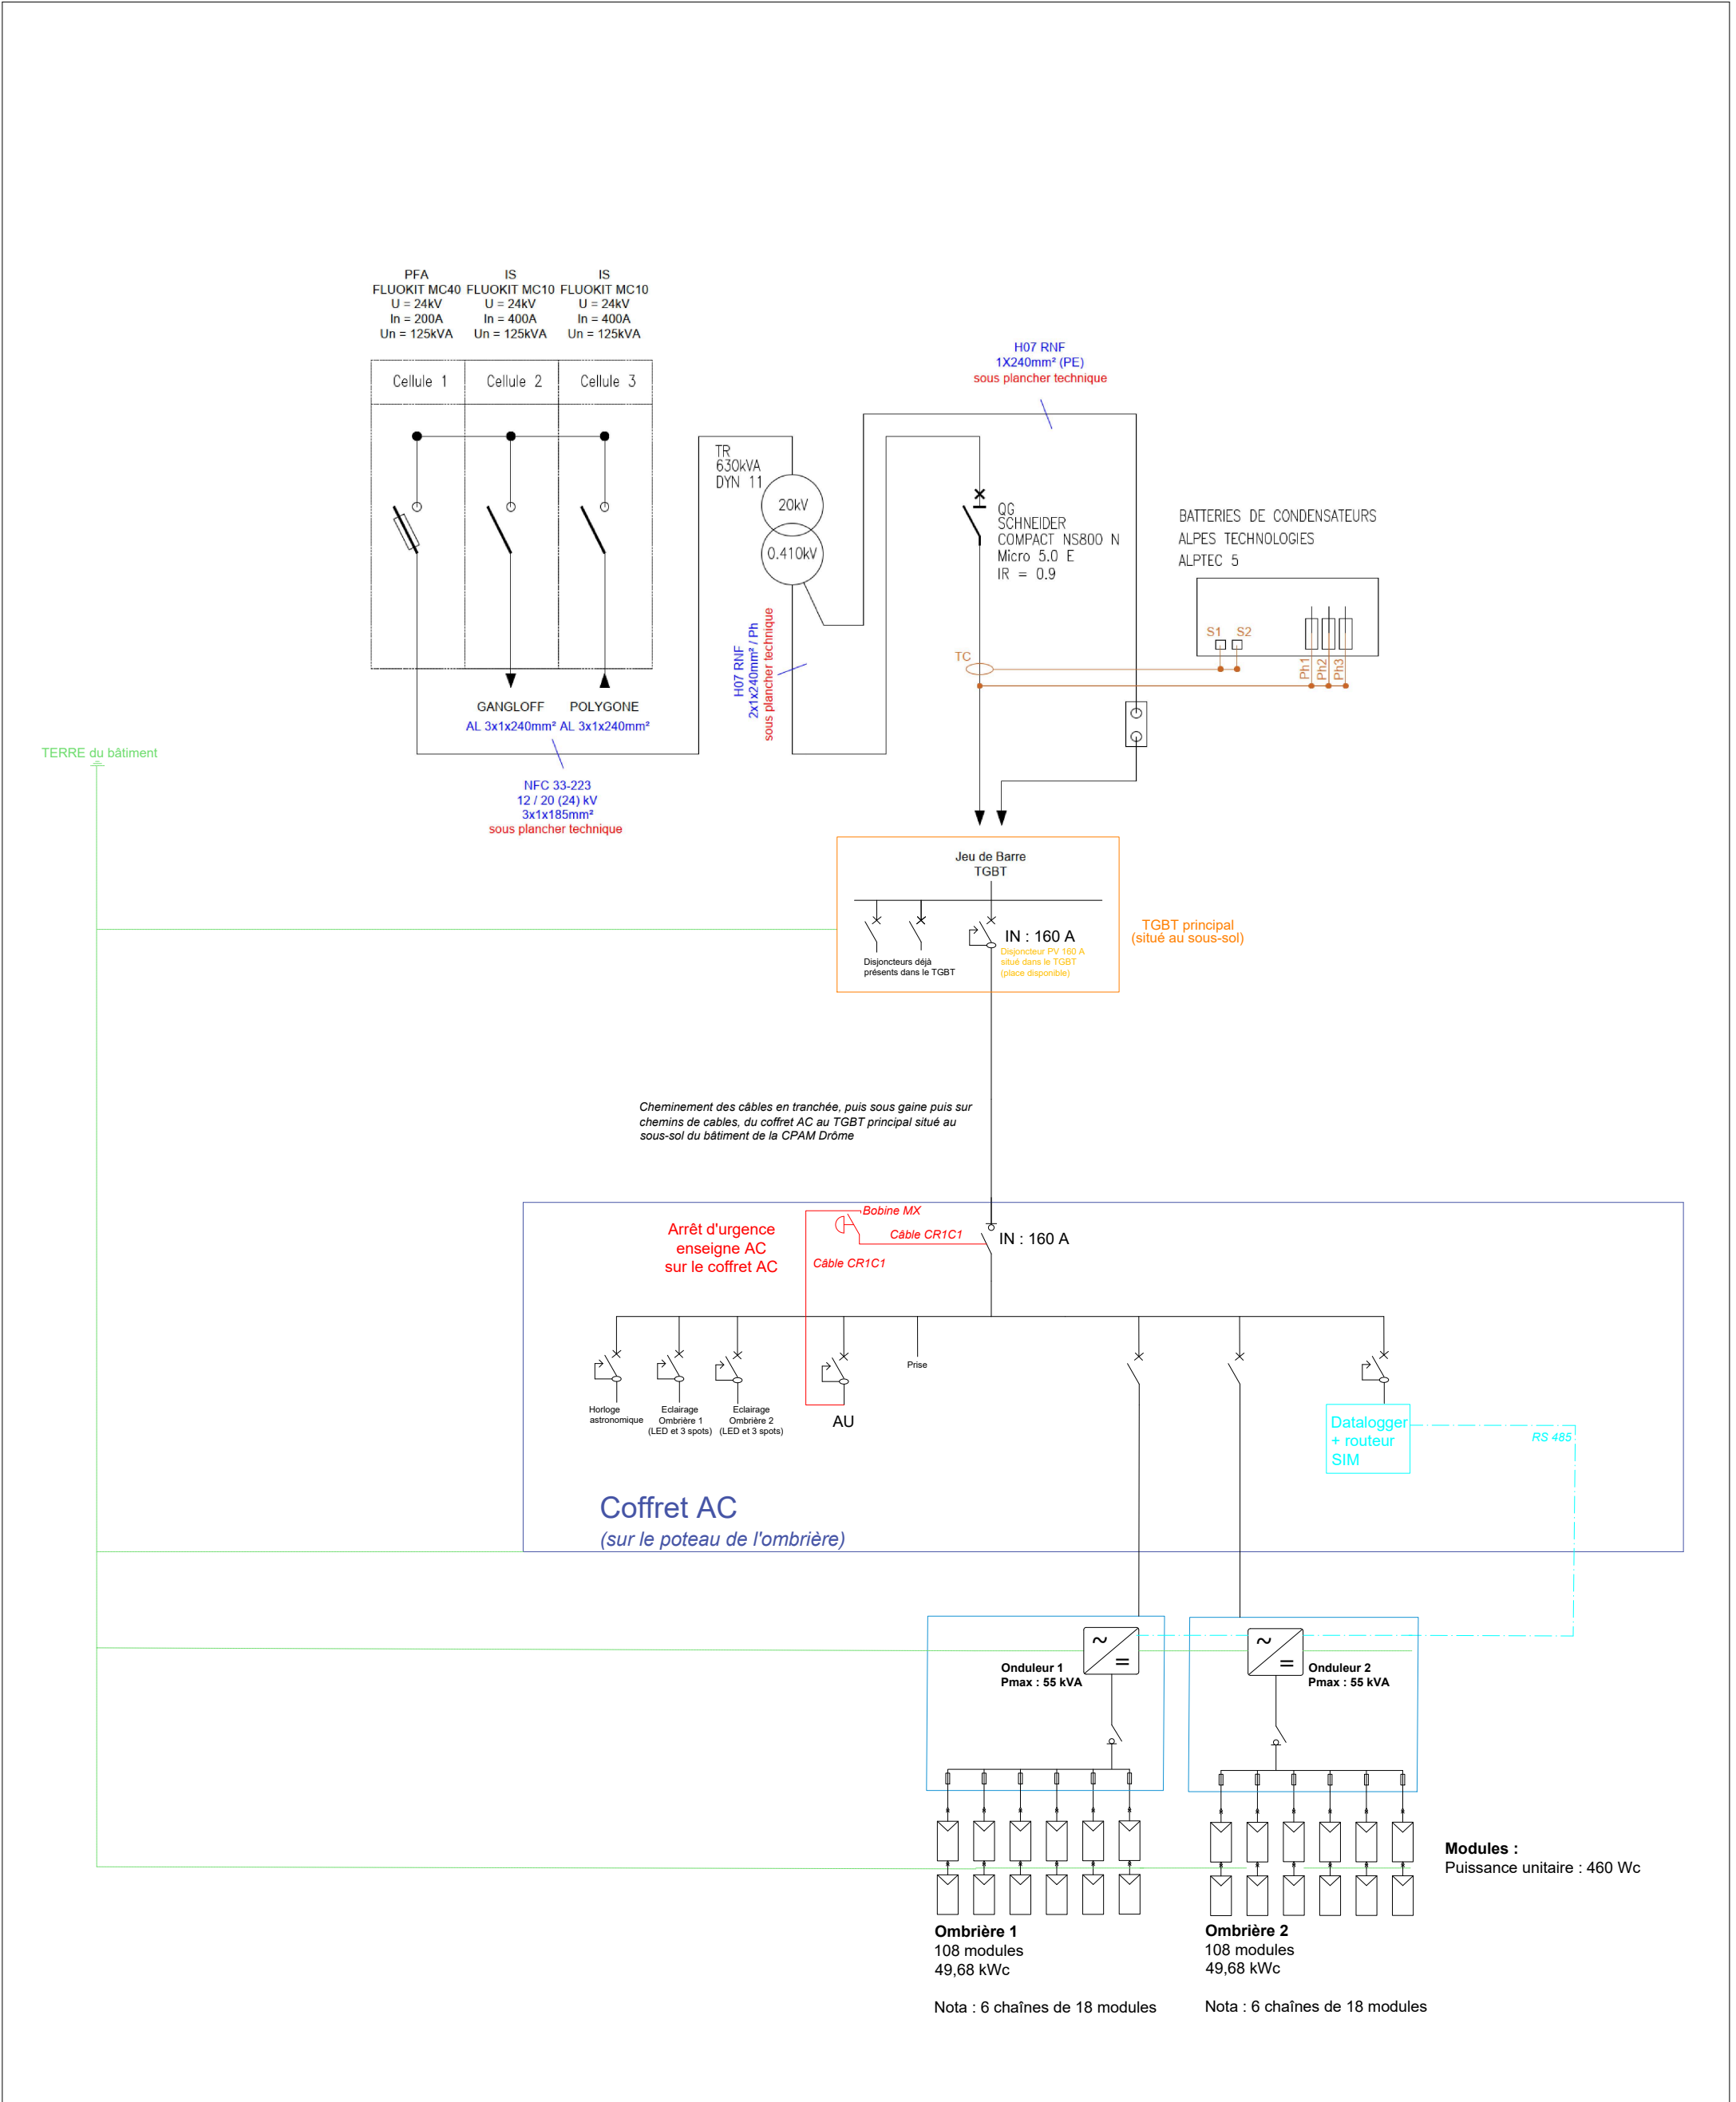 PFA
FLUOKIT MC40
U = 24kV
In = 200A
Un = 125kVA
IS
FLUOKIT MC10
U = 24kV
In = 400A
Un = 125kVA
IS
FLUOKIT MC10
U = 24kV
In = 400A
Un = 125kVA
Cellule 1
Cellule 2
Cellule 3
GANGLOFF
AL 3x1x240mm²
POLYGONE
AL 3x1x240mm²
NFC 33-223
12 / 20 (24) kV
3x1x185mm²
sous plancher technique
TR
630kVA
DYN 11
20kV
0.410kV
H07 RNF
2x1x240mm² / Ph
sous plancher technique
H07 RNF
1X240mm² (PE)
sous plancher technique
QG
SCHNEIDER
COMPACT NS800 N
Micro 5.0 E
IR = 0.9
BATTERIES DE CONDENSATEURS
ALPES TECHNOLOGIES
ALPTEC 5
S1
S2
Ph1
Ph2
Ph3
TC
TERRE du bâtiment
Jeu de Barre
TGBT
IN : 160 A
Disjoncteur PV 160 A
situé dans le TGBT
(place disponible)
Disjoncteurs déjà
présents dans le TGBT
TGBT principal
(situé au sous-sol)
Cheminement des câbles en tranchée, puis sous gaine puis sur
chemins de cables, du coffret AC au TGBT principal situé au
sous-sol du bâtiment de la CPAM Drôme
Arrêt d'urgence
enseigne AC
sur le coffret AC
Bobine MX
Câble CR1C1
Câble CR1C1
IN : 160 A
Horloge
astronomique
Eclairage
Ombrière 1
(LED et 3 spots)
Eclairage
Ombrière 2
(LED et 3 spots)
AU
Prise
Datalogger
+ routeur
SIM
RS 485
Coffret AC
(sur le poteau de l'ombrière)
~
=
Onduleur 1
Pmax : 55 kVA
~
=
Onduleur 2
Pmax : 55 kVA
Modules :
Puissance unitaire : 460 Wc
Ombrière 1
108 modules
49,68 kWc
Nota : 6 chaînes de 18 modules
Ombrière 2
108 modules
49,68 kWc
Nota : 6 chaînes de 18 modules